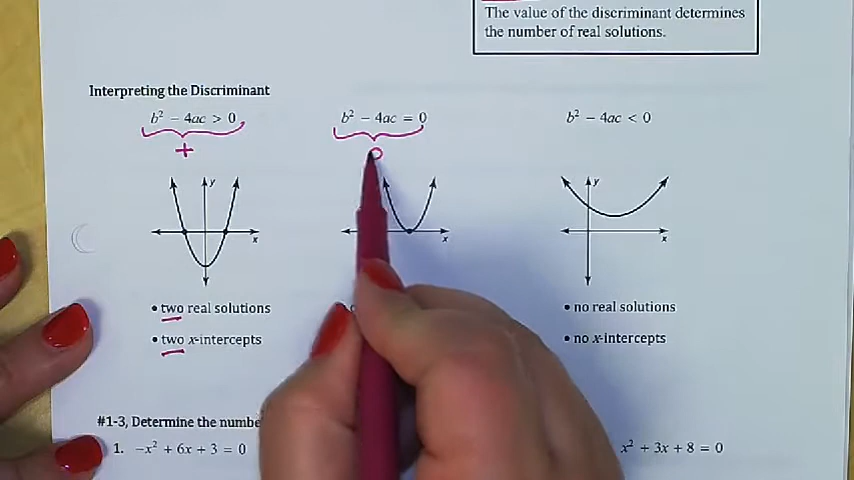 The value of the discriminant determines
the number of real solutions.
Interpreting the Discriminant
b² − 4ac > 0
b² − 4ac = 0
b² − 4ac < 0
+
0
y
x
x
y
x
• two real solutions
• two x-intercepts
• no real solutions
• no x-intercepts
#1-3, Determine the
1. −x² + 6x + 3 = 0
x² + 3x + 8 = 0